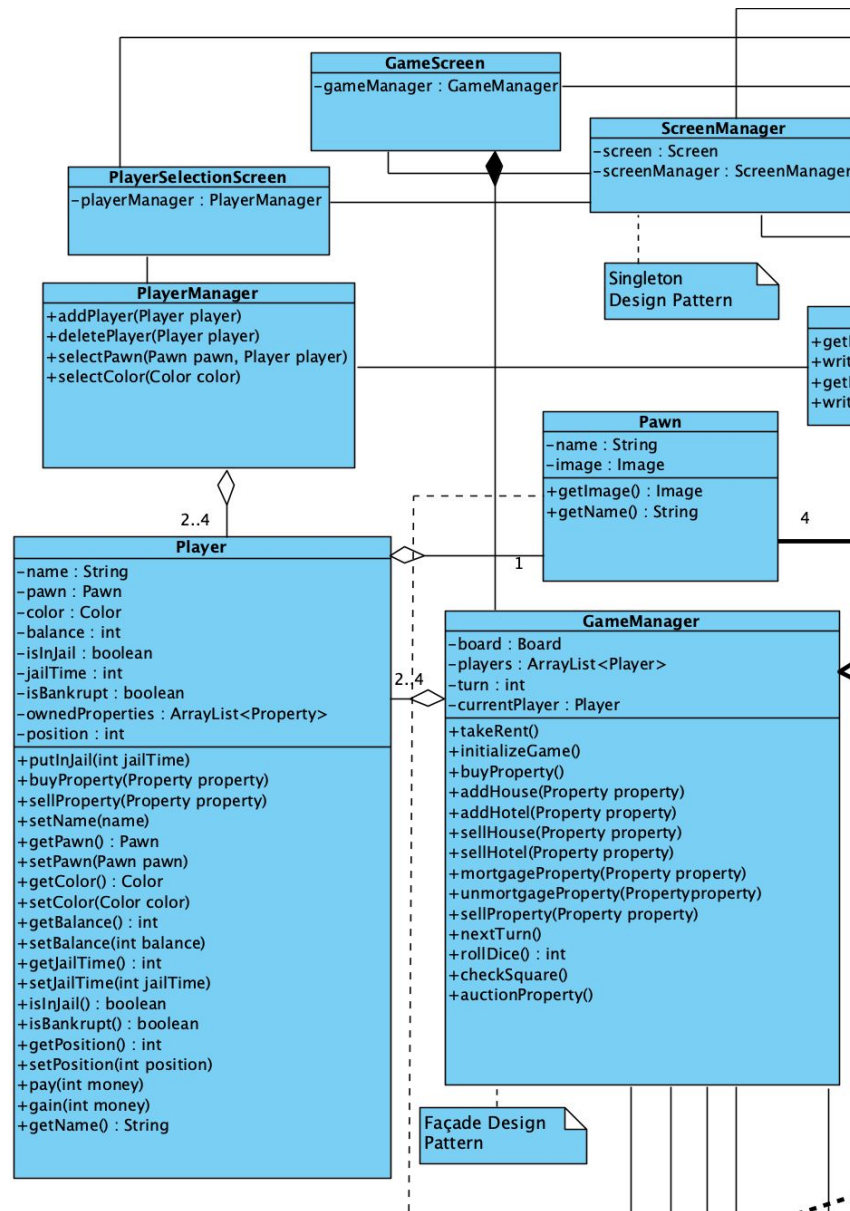 GameScreen
-gameManager : GameManager
ScreenManager
-screen : Screen
-screenManager : ScreenManager
PlayerSelectionScreen
-playerManager : PlayerManager
Singleton
Design Pattern
PlayerManager
+addPlayer(Player player)
+deletePlayer(Player player)
+selectPawn(Pawn pawn, Player player)
+selectColor(Color color)
+getI
+writ
+getI
+writ
Pawn
-name : String
-image : Image
+getImage() : Image
+getName() : String
4
2..4
1
Player
-name : String
-pawn : Pawn
-color : Color
-balance : int
-isInJail : boolean
-jailTime : int
-isBankrupt : boolean
-ownedProperties : ArrayList<Property>
-position : int
+putInJail(int jailTime)
+buyProperty(Property property)
+sellProperty(Property property)
+setName(name)
+getPawn() : Pawn
+setPawn(Pawn pawn)
+getColor() : Color
+setColor(Color color)
+getBalance() : int
+setBalance(int balance)
+getJailTime() : int
+setJailTime(int jailTime)
+isInJail() : boolean
+isBankrupt() : boolean
+getPosition() : int
+setPosition(int position)
+pay(int money)
+gain(int money)
+getName() : String
2..4
GameManager
-board : Board
-players : ArrayList<Player>
-turn : int
-currentPlayer : Player
+takeRent()
+initializeGame()
+buyProperty()
+addHouse(Property property)
+addHotel(Property property)
+sellHouse(Property property)
+sellHotel(Property property)
+mortgageProperty(Property property)
+unmortgageProperty(Propertyproperty)
+sellProperty(Property property)
+nextTurn()
+rollDice() : int
+checkSquare()
+auctionProperty()
Façade Design
Pattern